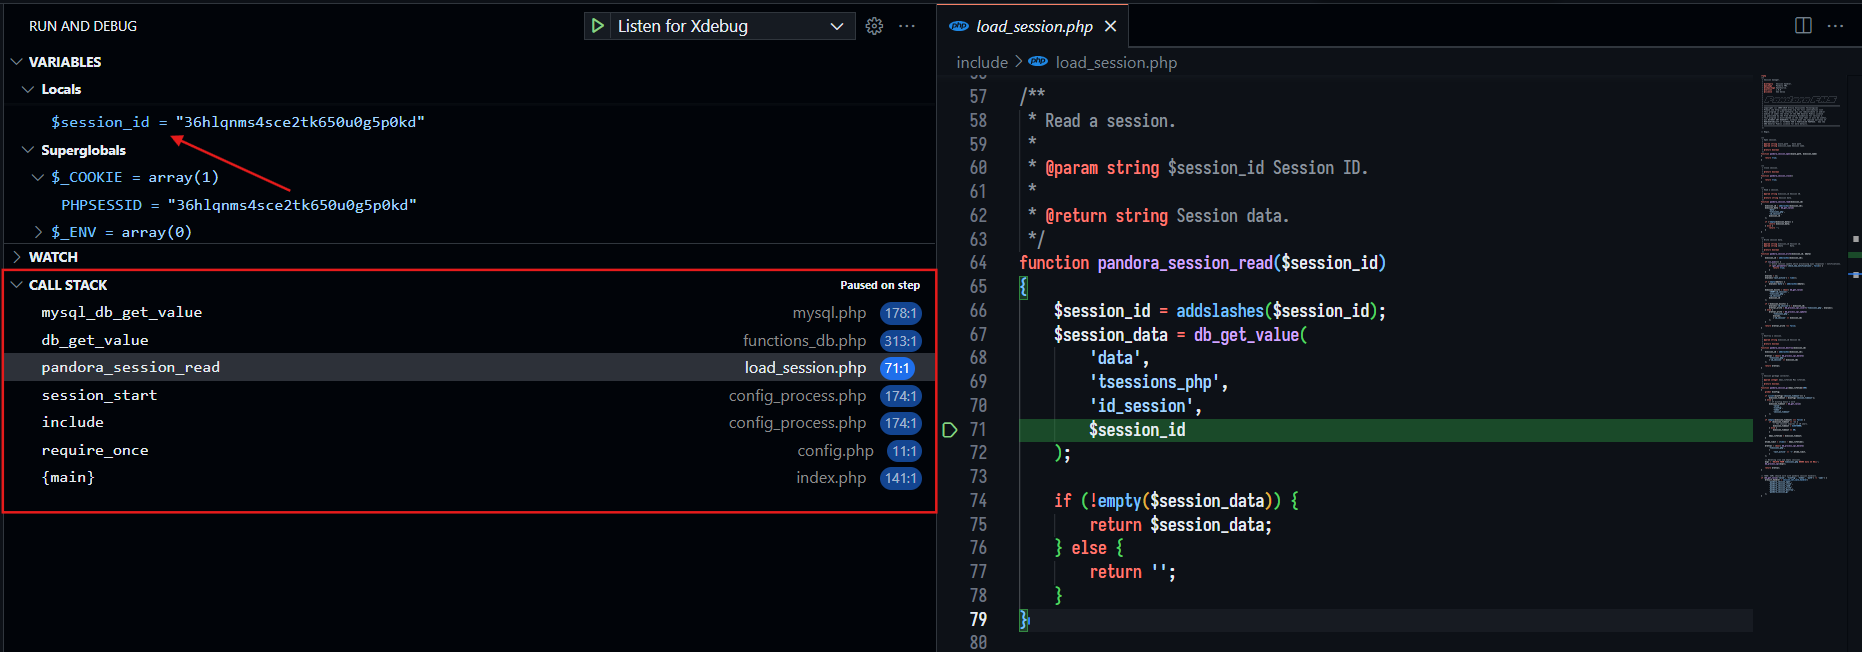 RUN AND DEBUG
Listen for Xdebug
VARIABLES
Locals
$session_id = "36hlqnms4sce2tk650u0g5p0kd"
Superglobals
$_COOKIE = array(1)
PHPSESSID = "36hlqnms4sce2tk650u0g5p0kd"
$_ENV = array(0)
WATCH
CALL STACK Paused on step
mysql_db_get_value mysql.php 178:1
db_get_value functions_db.php 313:1
pandora_session_read load_session.php 71:1
session_start config_process.php 174:1
include config_process.php 174:1
require_once config.php 11:1
{main} index.php 141:1
php load_session.php
include > php load_session.php
57 /**
58 * Read a session.
59 *
60 * @param string $session_id Session ID.
61 *
62 * @return string Session data.
63 */
64 function pandora_session_read($session_id)
65 {
66 $session_id = addslashes($session_id);
67 $session_data = db_get_value(
68 'data',
69 'tsessions_php',
70 'id_session',
71 $session_id
72 );
73
74 if (!empty($session_data)) {
75 return $session_data;
76 } else {
77 return '';
78 }
79 }
80